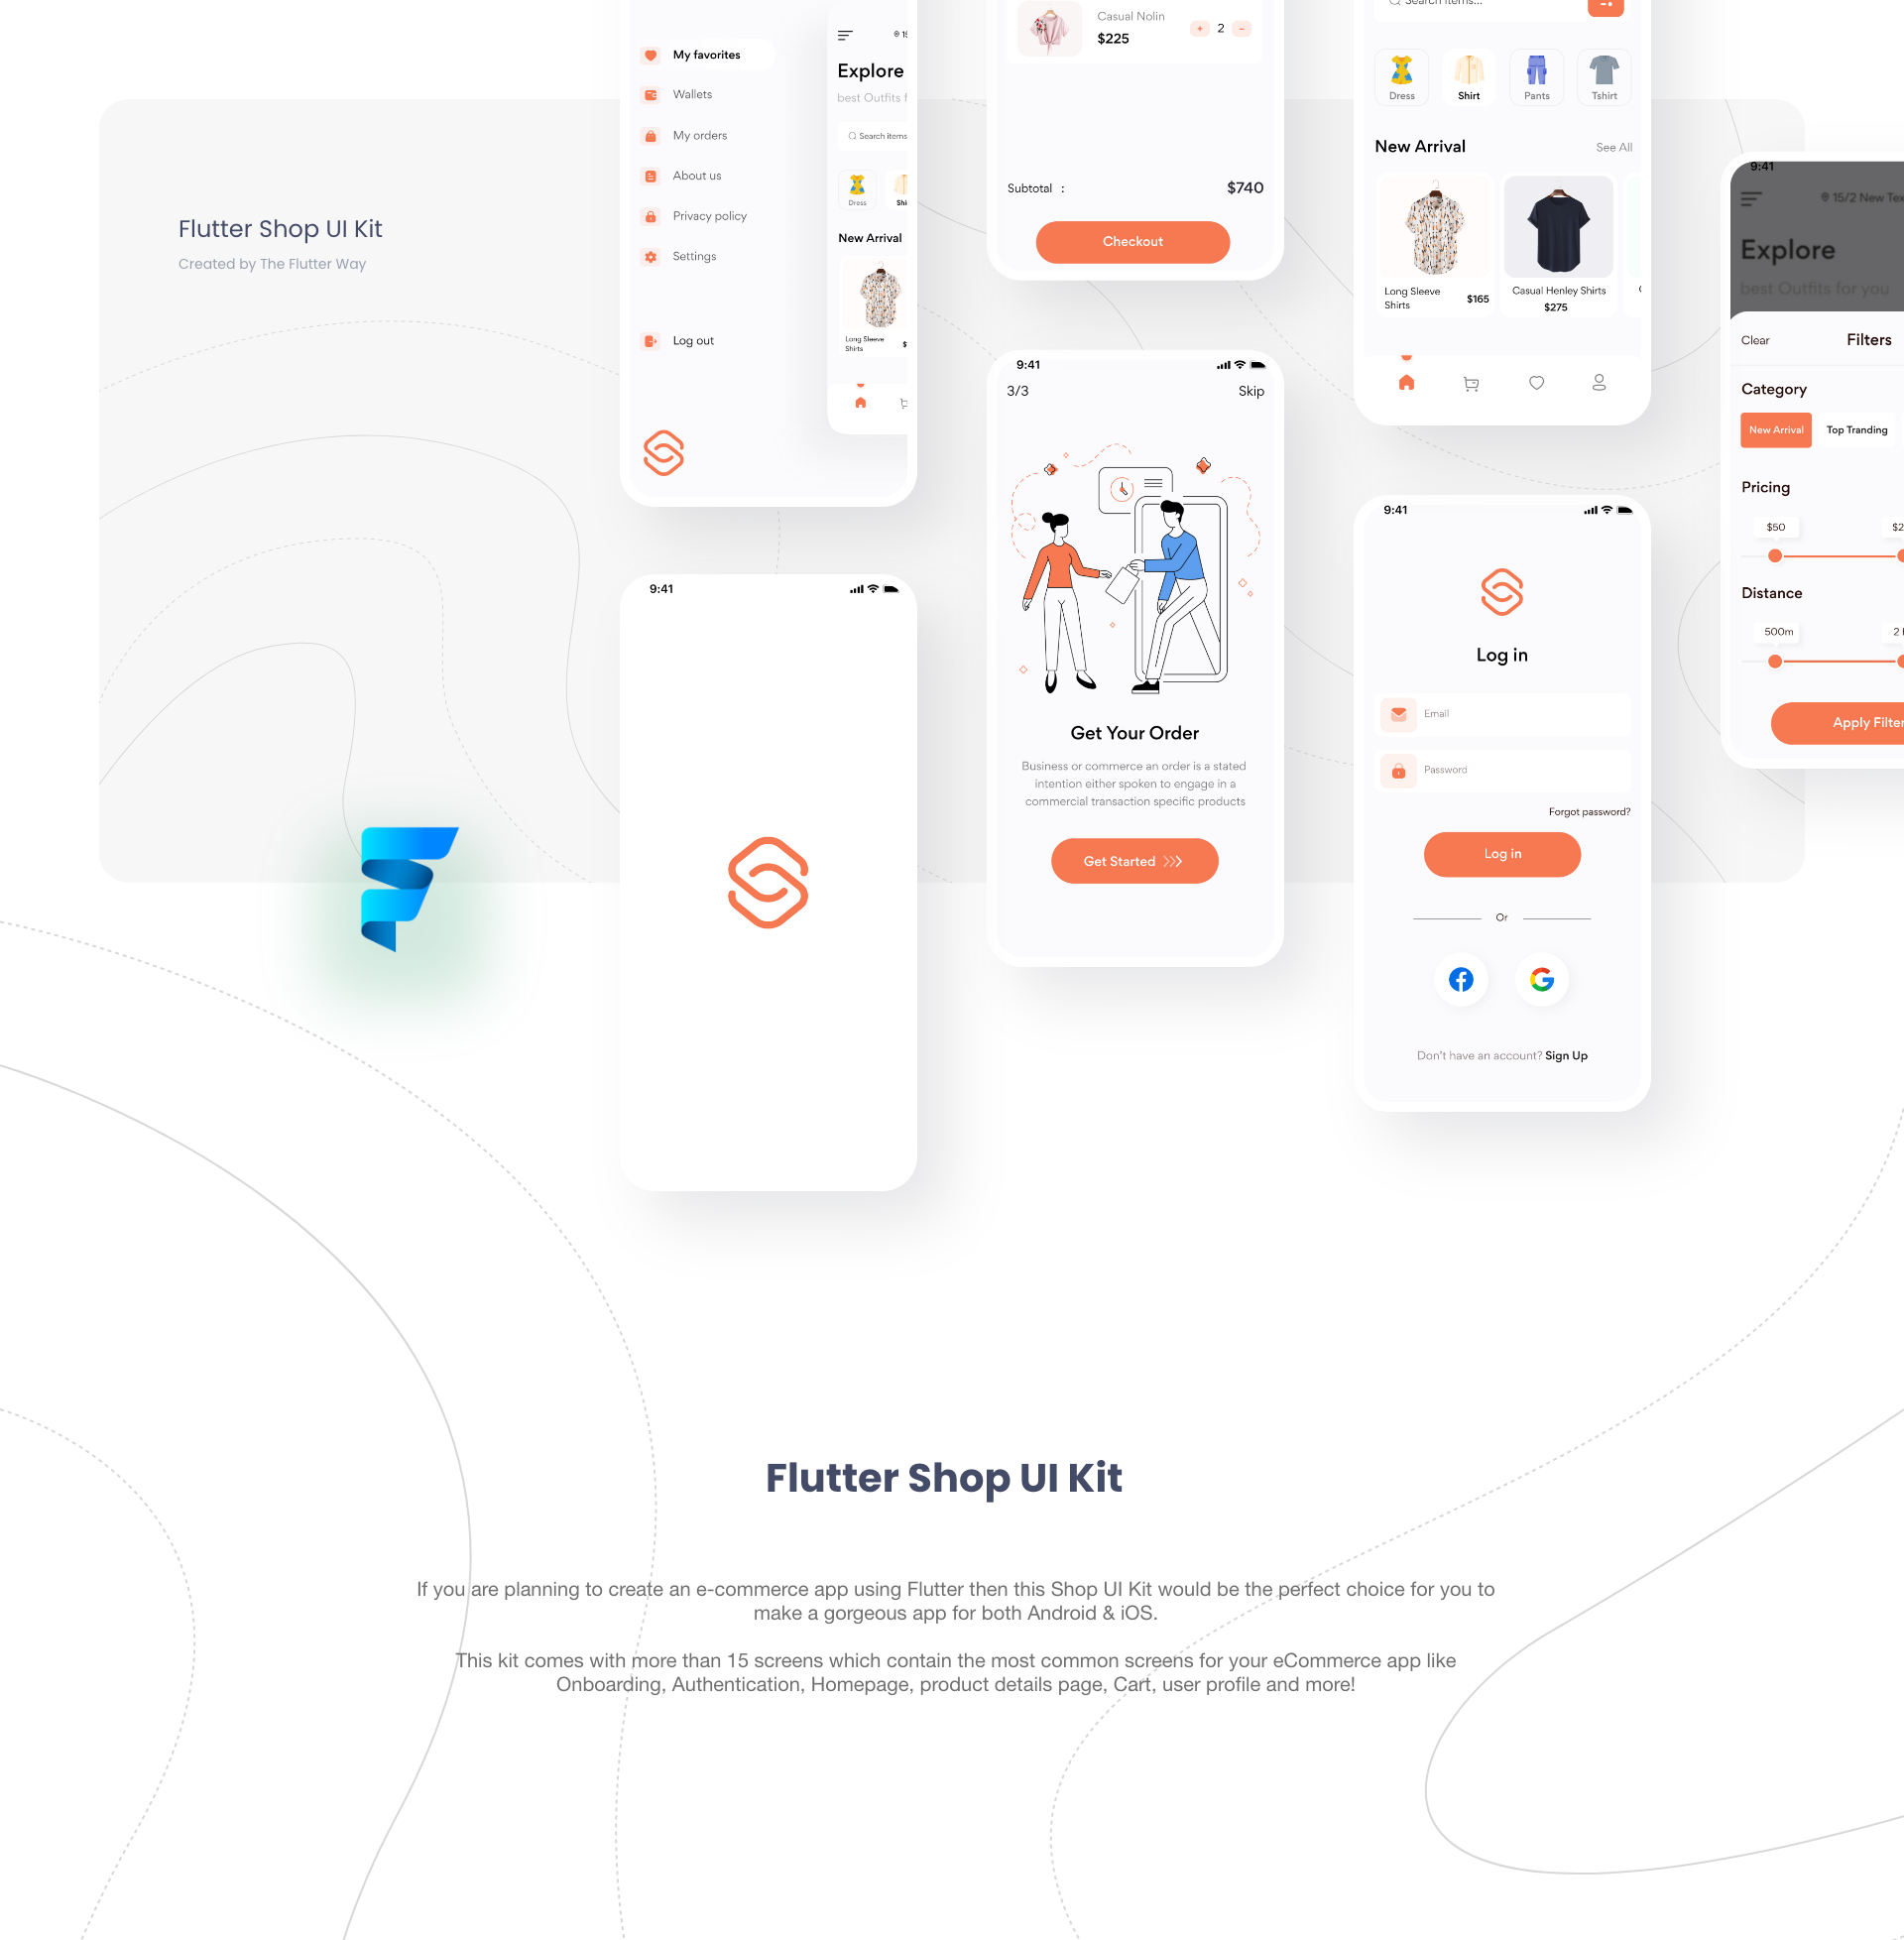 Flutter Shop UI Kit
Created by The Flutter Way
My favorites
Wallets
My orders
About us
Privacy policy
Settings
Log out
Explore
best Outfits f
Search items
Dress
New Arrival
Long Sleeve
Shirts
9:41
Casual Nolin
$225
+ 2 -
Subtotal :
$740
Checkout
9:41
3/3
Skip
Get Your Order
Business or commerce an order is a stated
intention either spoken to engage in a
commercial transaction specific products
Get Started
Search items...
Dress
Shirt
Pants
Tshirt
New Arrival
See All
Long Sleeve
Shirts
$165
Casual Henley Shirts
$275
9:41
Log in
Email
Password
Forgot password?
Log in
Or
Don't have an account? Sign Up
9:41
15/2 New Tex
Explore
best Outfits for you
Clear
Filters
Category
New Arrival
Top Tranding
Pricing
$50
$2
Distance
500m
2
Apply Filter
Flutter Shop UI Kit
If you are planning to create an e-commerce app using Flutter then this Shop UI Kit would be the perfect choice for you to
make a gorgeous app for both Android & iOS.
This kit comes with more than 15 screens which contain the most common screens for your eCommerce app like
Onboarding, Authentication, Homepage, product details page, Cart, user profile and more!